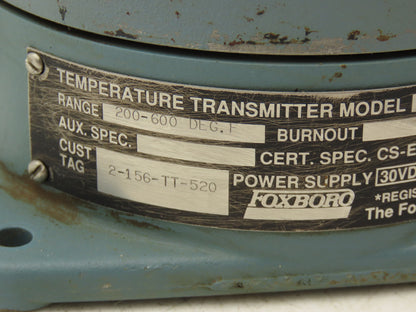 TEMPERATURE TRANSMITTER MODEL
RANGE 200-600 DEG.F BURNOUT
AUX. SPEC. CERT. SPEC. CS-E
CUST TAG 2-156-TT-520 POWER SUPPLY 30VD
FOXBORO *REGI
The Fo